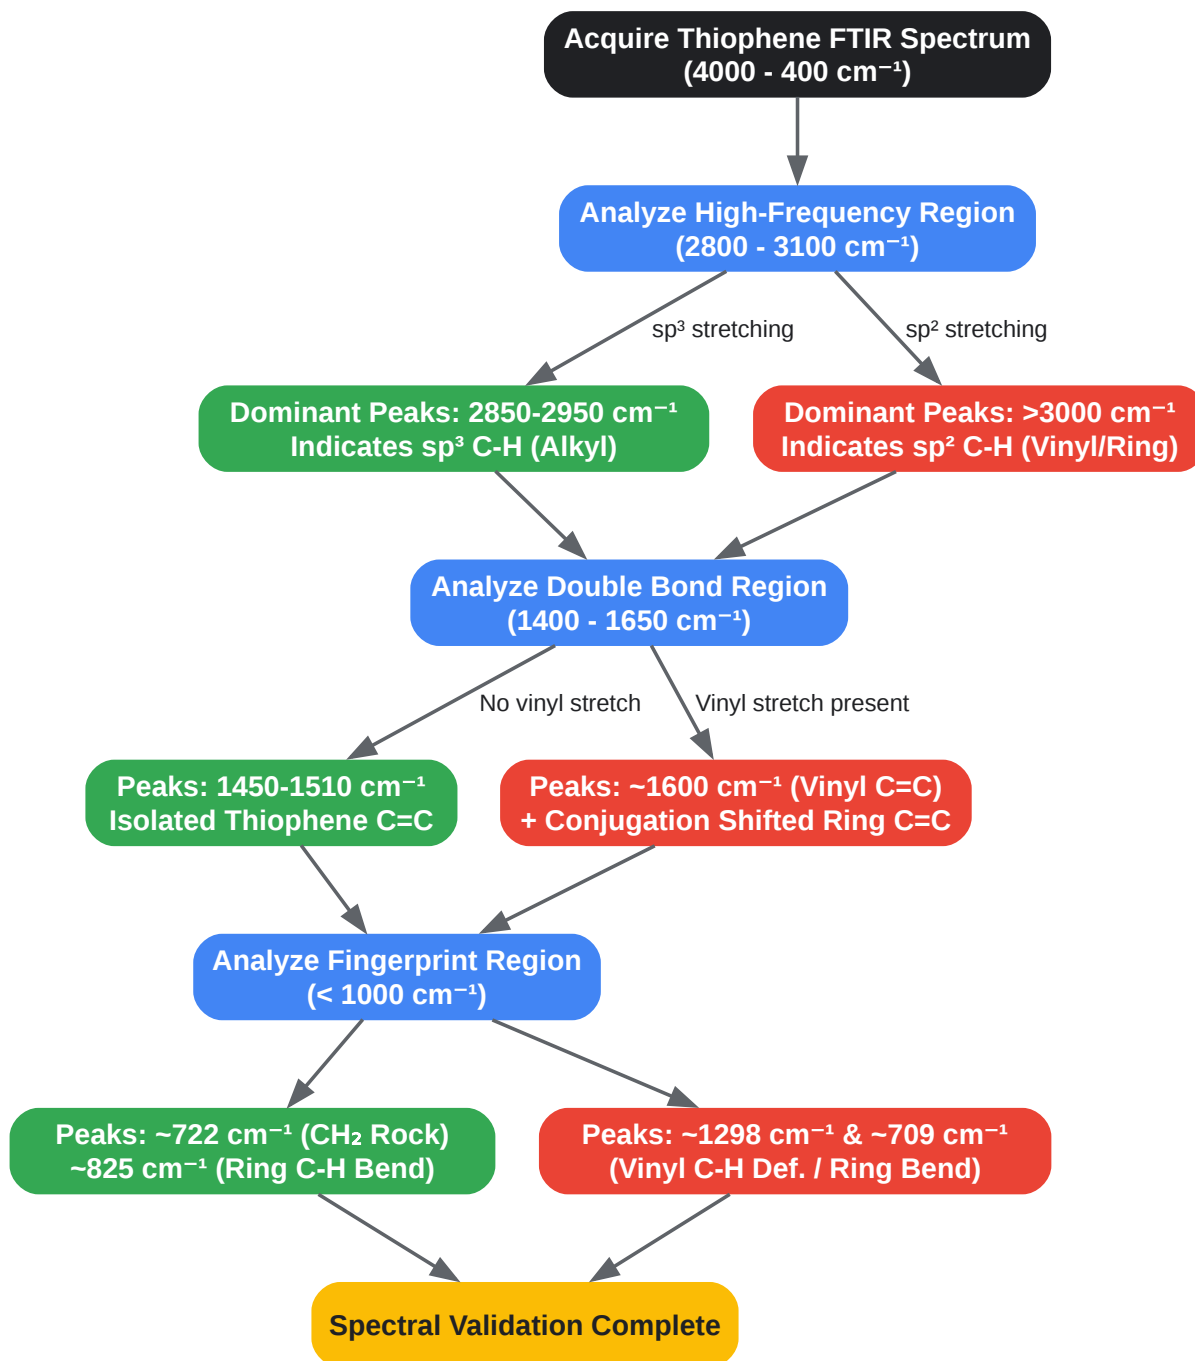 Acquire Thiophene FTIR Spectrum
(4000 - 400 cm⁻¹)
Analyze High-Frequency Region
(2800 - 3100 cm⁻¹)
sp³ stretching
sp² stretching
Dominant Peaks: 2850-2950 cm⁻¹
Indicates sp³ C-H (Alkyl)
Dominant Peaks: >3000 cm⁻¹
Indicates sp² C-H (Vinyl/Ring)
Analyze Double Bond Region
(1400 - 1650 cm⁻¹)
No vinyl stretch
Vinyl stretch present
Peaks: 1450-1510 cm⁻¹
Isolated Thiophene C=C
Peaks: ~1600 cm⁻¹ (Vinyl C=C)
+ Conjugation Shifted Ring C=C
Analyze Fingerprint Region
(< 1000 cm⁻¹)
Peaks: ~722 cm⁻¹ (CH₂ Rock)
~825 cm⁻¹ (Ring C-H Bend)
Peaks: ~1298 cm⁻¹ & ~709 cm⁻¹
(Vinyl C-H Def. / Ring Bend)
Spectral Validation Complete